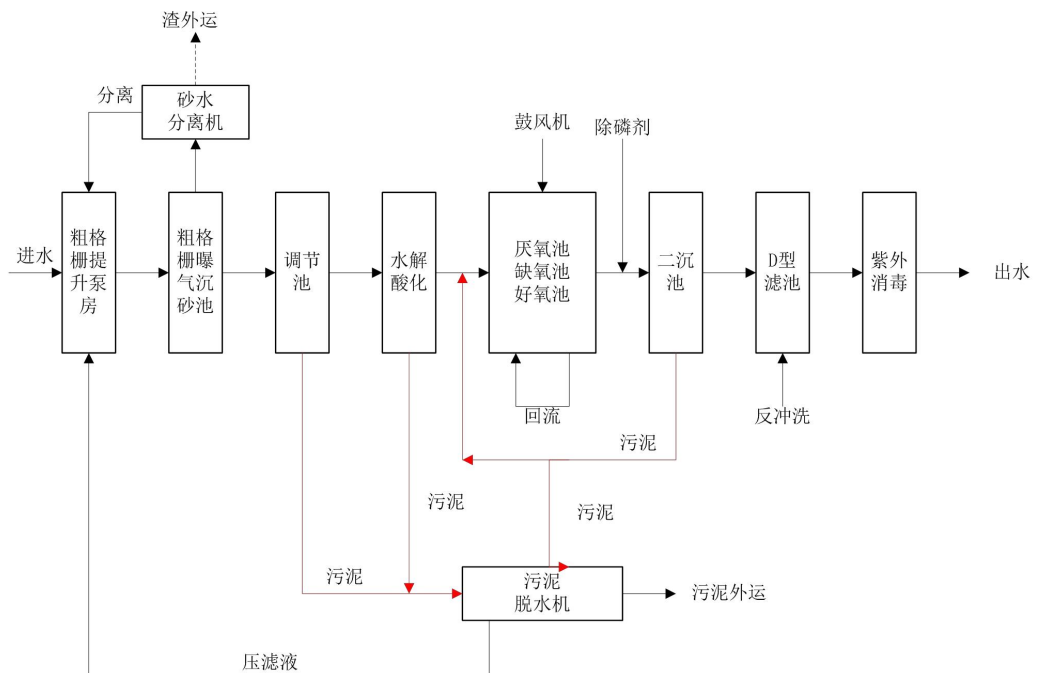 渣外运
分离
砂水
分离机
鼓风机
除磷剂
进水
粗格
栅提
升泵
房
粗格
栅曝
气沉
砂池
调节
池
水解
酸化
厌氧池
缺氧池
好氧池
二沉
池
D型
滤池
紫外
消毒
出水
回流
反冲洗
污泥
污泥
污泥
污泥
污泥
脱水机
污泥外运
压滤液